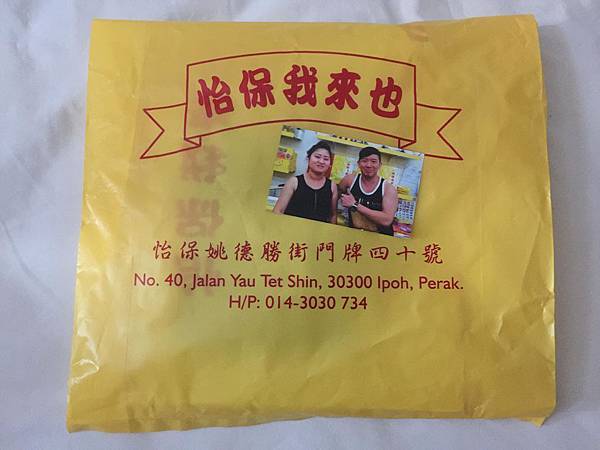 怡保我來也
怡保姚德勝街門牌四十號
No. 40, Jalan Yau Tet Shin, 30300 Ipoh, Perak.
H/P: 014-3030 734